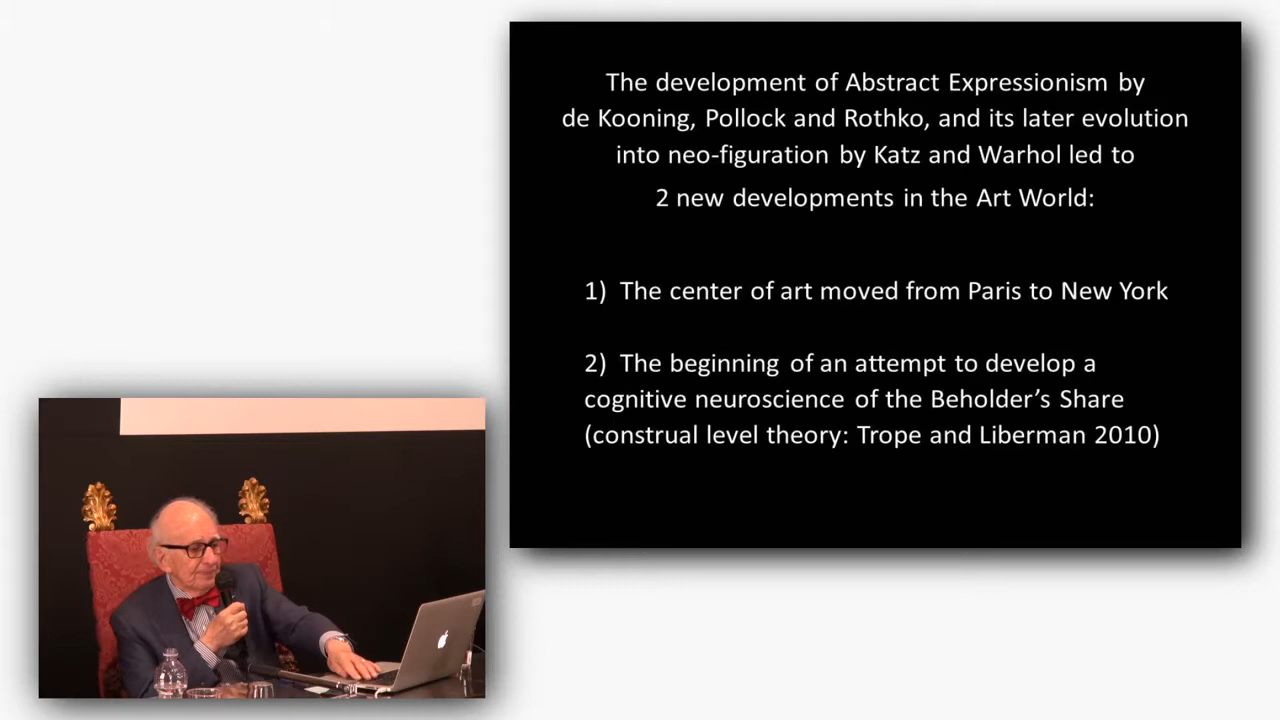 The development of Abstract Expressionism by
de Kooning, Pollock and Rothko, and its later evolution
into neo-figuration by Katz and Warhol led to
2 new developments in the Art World:
1) The center of art moved from Paris to New York
2) The beginning of an attempt to develop a
cognitive neuroscience of the Beholder’s Share
(construal level theory: Trope and Liberman 2010)